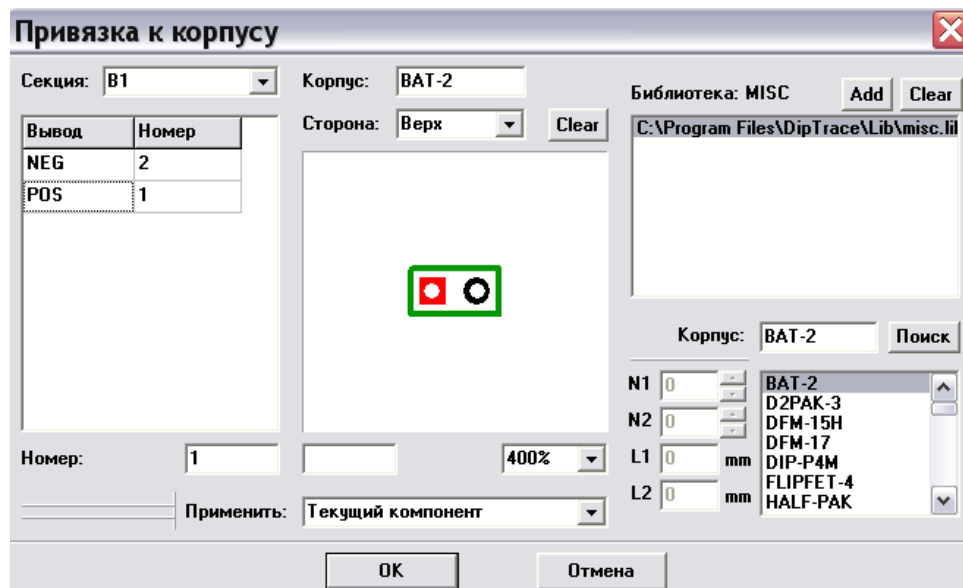 Привязка к корпусу
Секция: B1
Корпус: BAT-2
Библиотека: MISC Add Clear
Сторона: Верх Clear
C:\Program Files\DipTrace\Lib\misc.lil
Вывод Номер
NEG 2
POS 1
Корпус: BAT-2 Поиск
N1 0
N2 0
L1 0 mm
L2 0 mm
BAT-2
D2PAK-3
DFM-15H
DFM-17
DIP-P4M
FLIPFET-4
HALF-PAK
Номер: 1
400%
Применить: Текущий компонент
OK Отмена